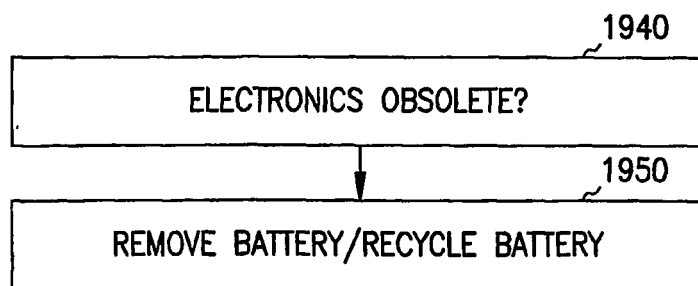 1940
ELECTRONICS OBSOLETE?
1950
REMOVE BATTERY/RECYCLE BATTERY